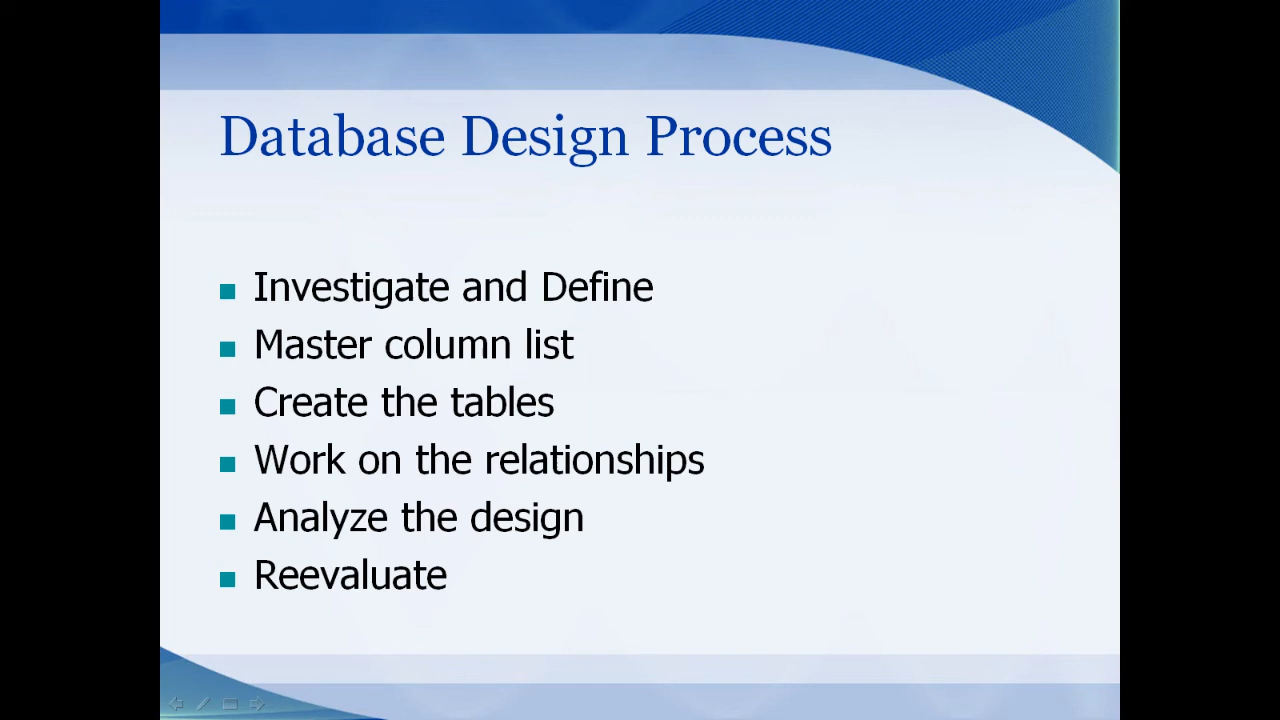 Database Design Process
Investigate and Define
Master column list
Create the tables
Work on the relationships
Analyze the design
Reevaluate